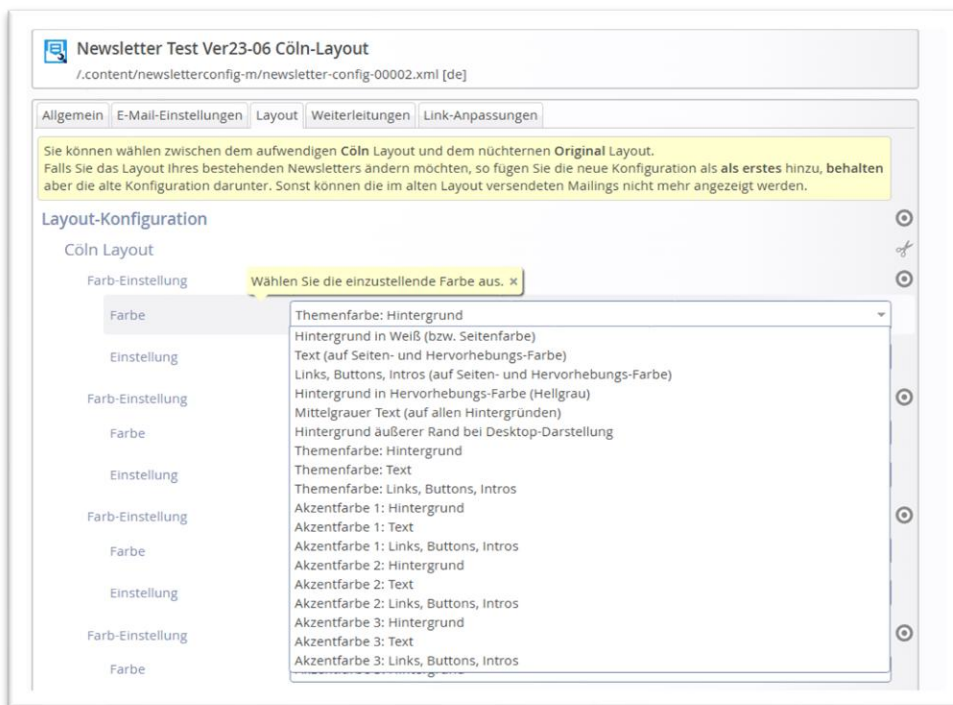 Newsletter Test Ver23-06 Cöln-Layout
/.content/newsletterconfig-m/newsletter-config-00002.xml [de]
Allgemein E-Mail-Einstellungen Layout Weiterleitungen Link-Anpassungen
Sie können wählen zwischen dem aufwendigen Cöln Layout und dem nüchternen Original Layout.
Falls Sie das Layout Ihres bestehenden Newsletters ändern möchten, so fügen Sie die neue Konfiguration als als erstes hinzu, behalten
aber die alte Konfiguration darunter. Sonst können die im alten Layout versendeten Mailings nicht mehr angezeigt werden.
Layout-Konfiguration
Cöln Layout
Farb-Einstellung
Wählen Sie die einzustellende Farbe aus. ×
Farbe
Themenfarbe: Hintergrund
Hintergrund in Weiß (bzw. Seitenfarbe)
Einstellung
Text (auf Seiten- und Hervorhebungs-Farbe)
Links, Buttons, Intros (auf Seiten- und Hervorhebungs-Farbe)
Farb-Einstellung
Hintergrund in Hervorhebungs-Farbe (Hellgrau)
Mittelgrauer Text (auf allen Hintergründen)
Farbe
Hintergrund äußerer Rand bei Desktop-Darstellung
Themenfarbe: Hintergrund
Einstellung
Themenfarbe: Text
Themenfarbe: Links, Buttons, Intros
Farb-Einstellung
Akzentfarbe 1: Hintergrund
Akzentfarbe 1: Text
Farbe
Akzentfarbe 1: Links, Buttons, Intros
Akzentfarbe 2: Hintergrund
Einstellung
Akzentfarbe 2: Text
Akzentfarbe 2: Links, Buttons, Intros
Farb-Einstellung
Akzentfarbe 3: Hintergrund
Akzentfarbe 3: Text
Farbe
Akzentfarbe 3: Links, Buttons, Intros